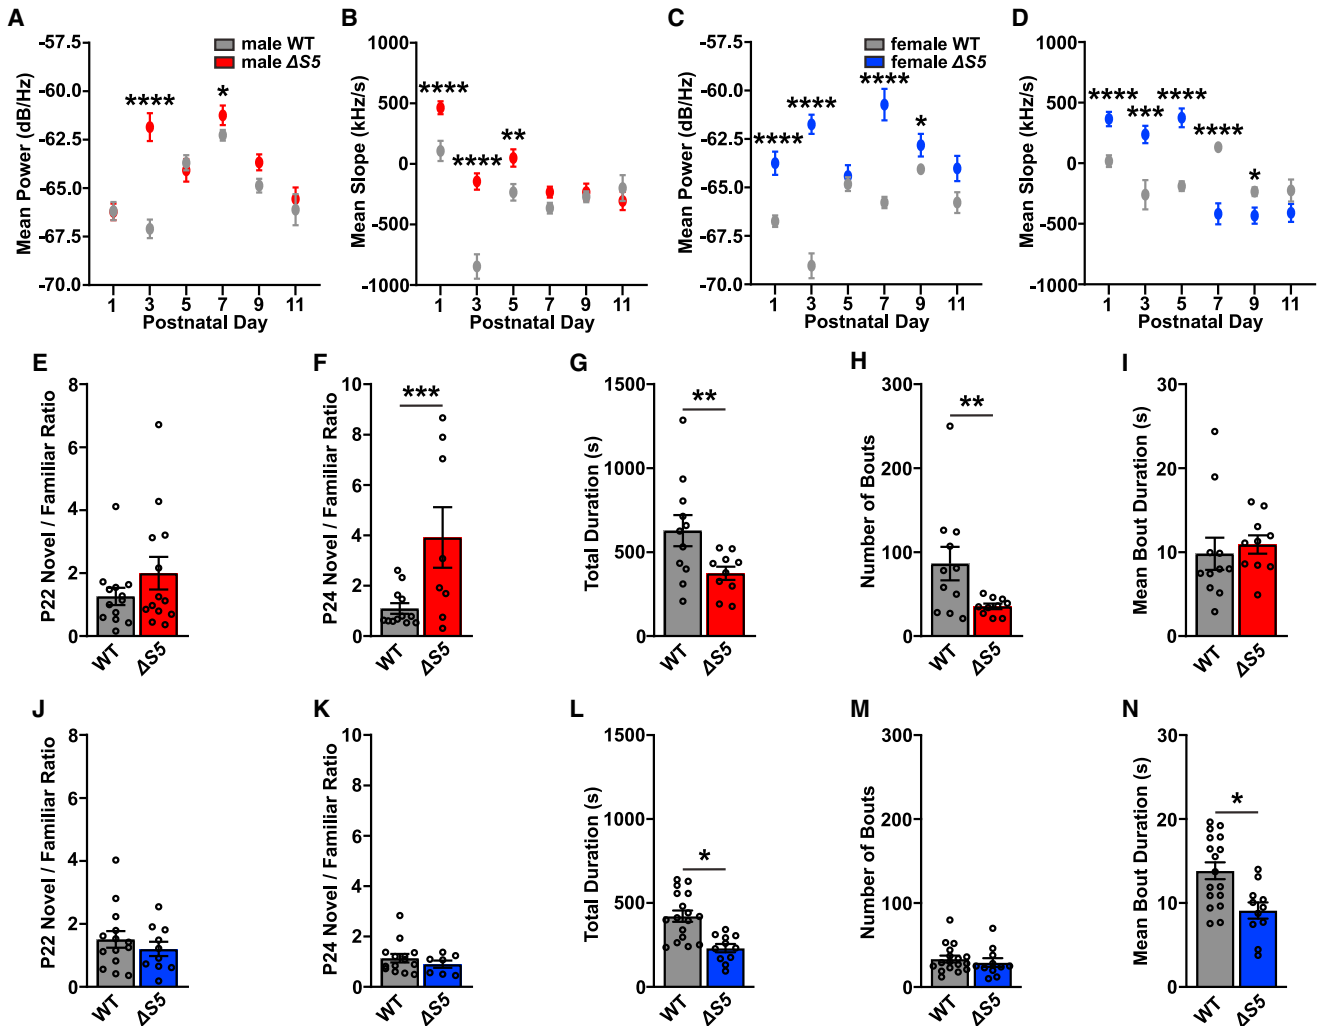 A
B
C
D
Mean Power (dB/Hz)
-57.5
-60.0
-62.5
-65.0
-67.5
-70.0
male WT
male ΔS5
****
*
1 3 5 7 9 11
Postnatal Day
Mean Slope (kHz/s)
1000
500
0
-500
-1000
****
****
**
1 3 5 7 9 11
Postnatal Day
Mean Power (dB/Hz)
-57.5
-60.0
-62.5
-65.0
-67.5
-70.0
female WT
female ΔS5
****
****
****
*
1 3 5 7 9 11
Postnatal Day
Mean Slope (kHz/s)
1000
500
0
-500
-1000
****
***
****
****
*
1 3 5 7 9 11
Postnatal Day
E
P22 Novel / Familiar Ratio
8
6
4
2
0
WT
ΔS5
F
P24 Novel / Familiar Ratio
10
8
6
4
2
0
***
WT
ΔS5
G
Total Duration (s)
1500
1000
500
0
**
WT
ΔS5
H
Number of Bouts
300
200
100
0
**
WT
ΔS5
I
Mean Bout Duration (s)
30
20
10
0
WT
ΔS5
J
P22 Novel / Familiar Ratio
8
6
4
2
0
WT
ΔS5
K
P24 Novel / Familiar Ratio
10
8
6
4
2
0
WT
ΔS5
L
Total Duration (s)
1500
1000
500
0
*
WT
ΔS5
M
Number of Bouts
300
200
100
0
WT
ΔS5
N
Mean Bout Duration (s)
30
20
10
0
*
WT
ΔS5